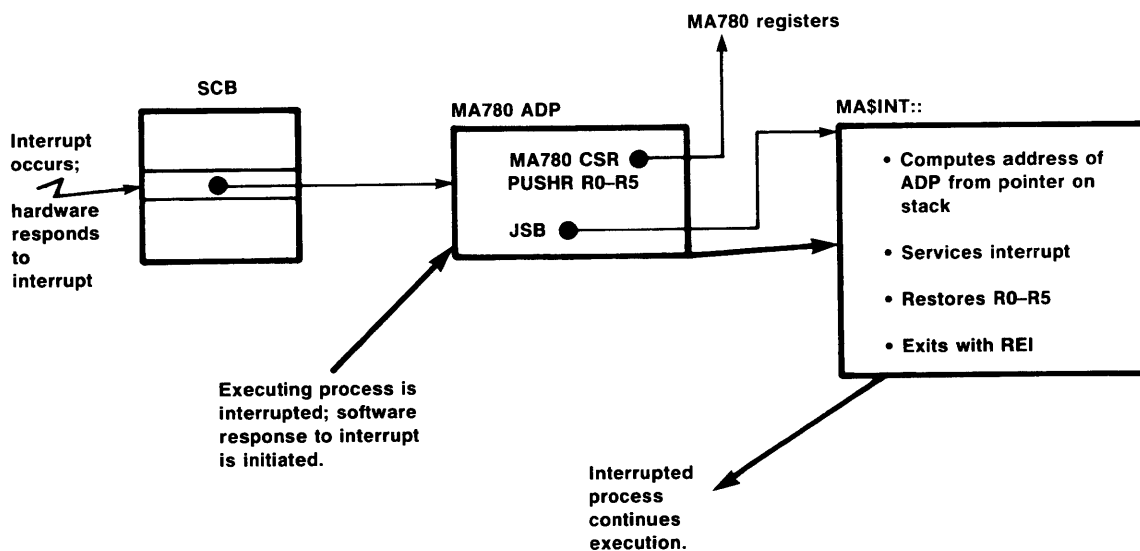 MA780 registers
SCB
MA780 ADP
MA$INT::
Interrupt
occurs;
hardware
responds
to
interrupt
MA780 CSR
PUSHR R0–R5
JSB
• Computes address of
ADP from pointer on
stack
• Services interrupt
• Restores R0–R5
• Exits with REI
Executing process is
interrupted; software
response to interrupt
is initiated.
Interrupted
process
continues
execution.